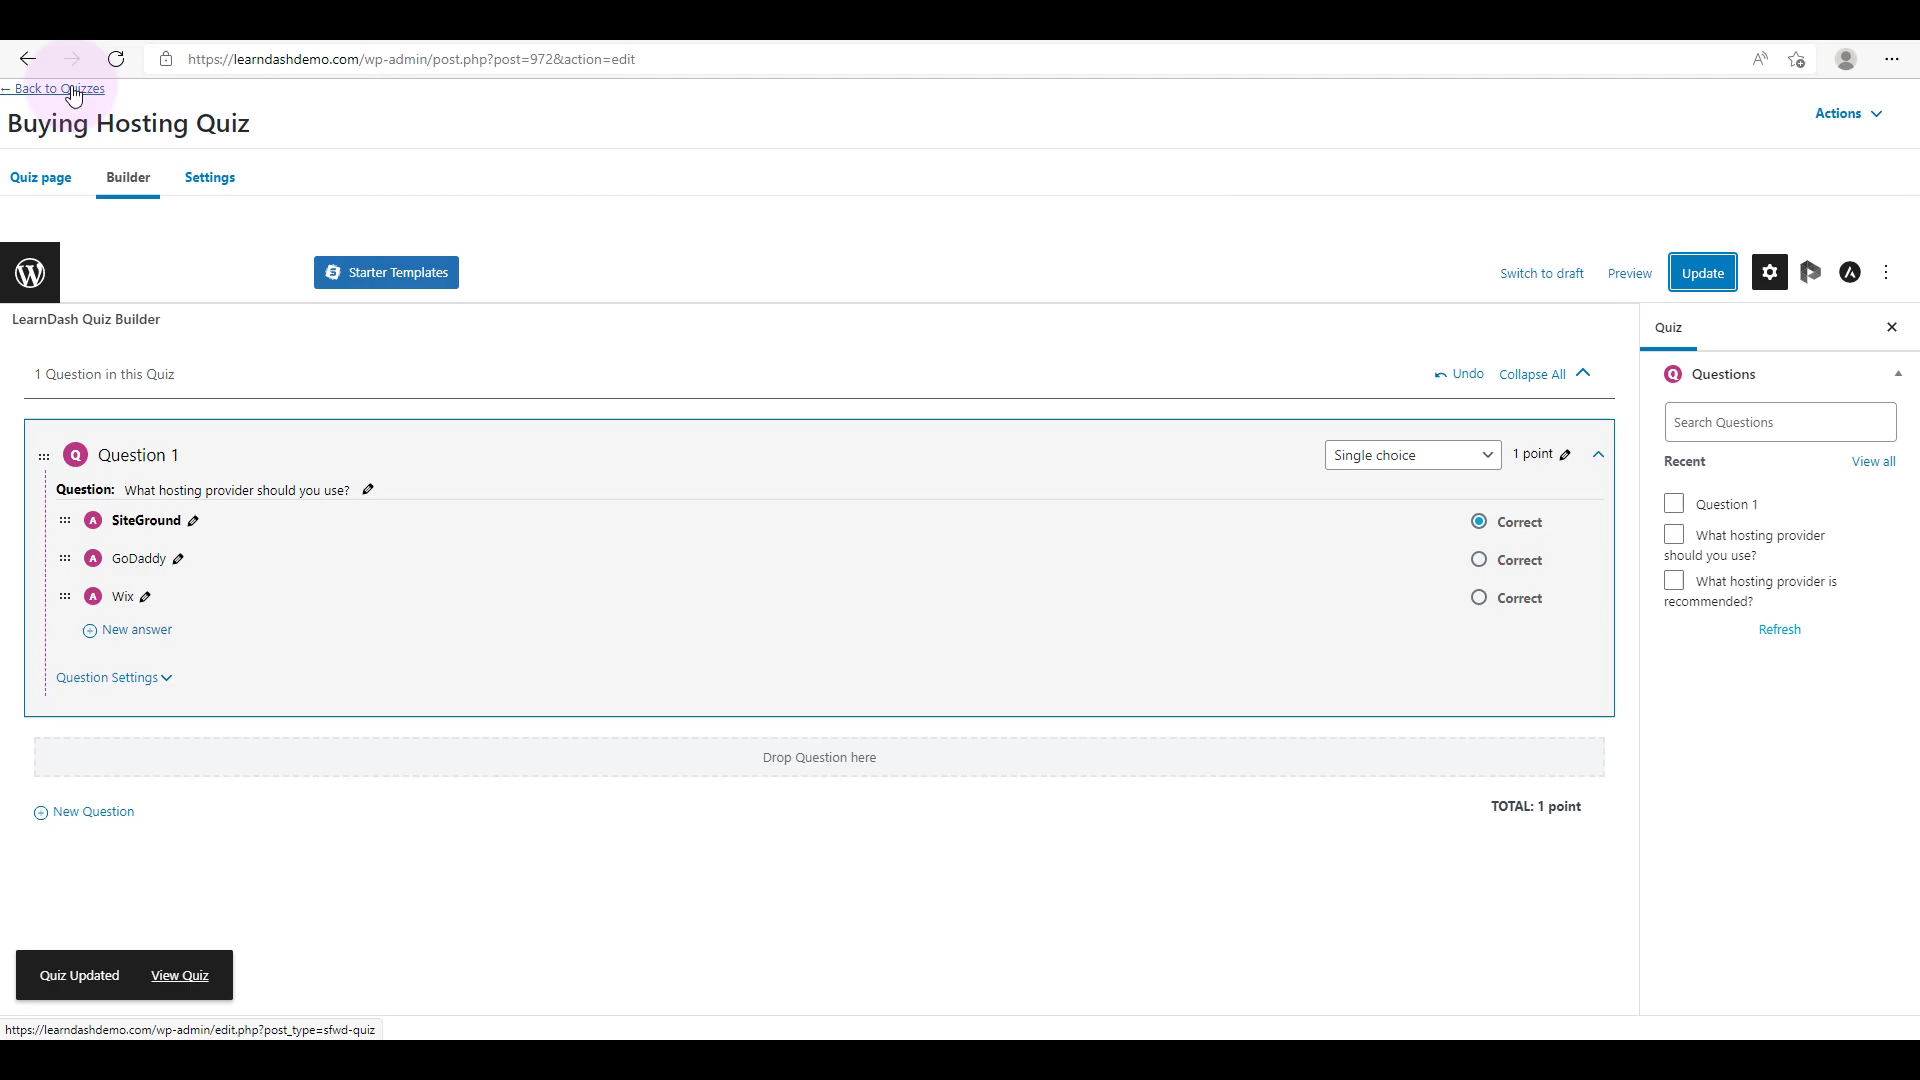 https://learndashdemo.com/wp-admin/post.php?post=972&action=edit
← Back to Quizzes
Buying Hosting Quiz
Actions
Quiz page Builder Settings
Starter Templates
Switch to draft Preview Update
LearnDash Quiz Builder
Quiz
1 Question in this Quiz
Undo Collapse All
Q Questions
Search Questions
Q Question 1
Single choice
1 point
Recent View all
Question: What hosting provider should you use?
A SiteGround
Correct
A GoDaddy
Correct
A Wix
Correct
New answer
Question Settings
Question 1
What hosting provider
should you use?
What hosting provider is
recommended?
Refresh
Drop Question here
New Question
TOTAL: 1 point
Quiz Updated View Quiz
https://learndashdemo.com/wp-admin/edit.php?post_type=sfwd-quiz